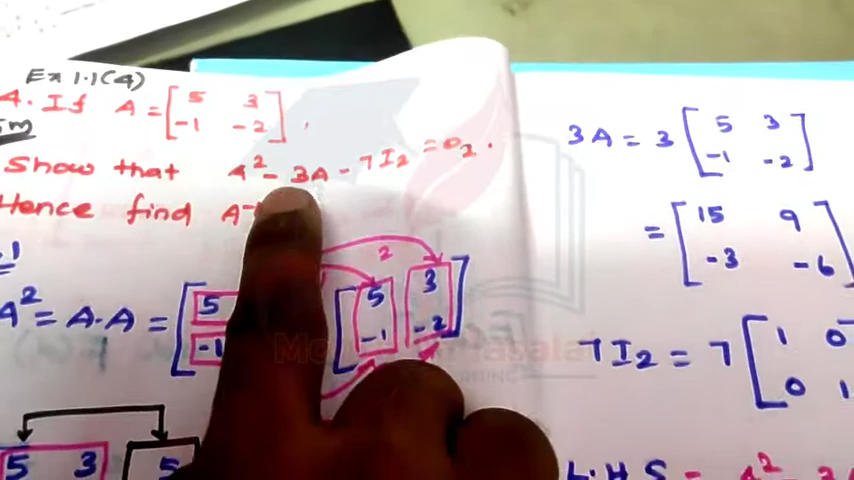 Ex 1.1(4)
4. If A = [ 5 3
-1 -2 ] .
5m
Show that A² - 3A - 7I₂ = O₂ .
Hence find A⁻
A² = A.A = [ 5
-1
[ 5 3
-1 -2 ]
2
5 3
5
3A = 3 [ 5 3
-1 -2 ]
= [ 15 9
-3 -6 ]
7I₂ = 7 [ 1 0
0 1
L.H.S = A² - 3